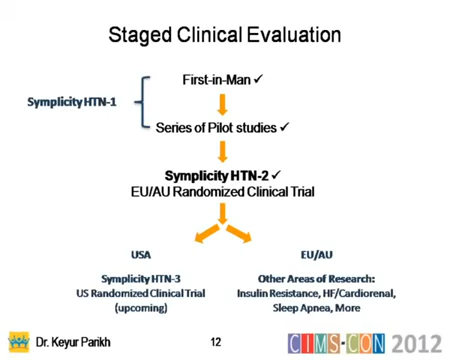 Staged Clinical Evaluation
First-in-Man ✓
Symplicity HTN-1
Series of Pilot studies ✓
Symplicity HTN-2 ✓
EU/AU Randomized Clinical Trial
USA
Symplicity HTN-3
US Randomized Clinical Trial
(upcoming)
EU/AU
Other Areas of Research:
Insulin Resistance, HF/Cardiorenal,
Sleep Apnea, More
Dr. Keyur Parikh
12
CIMS-CON 2012